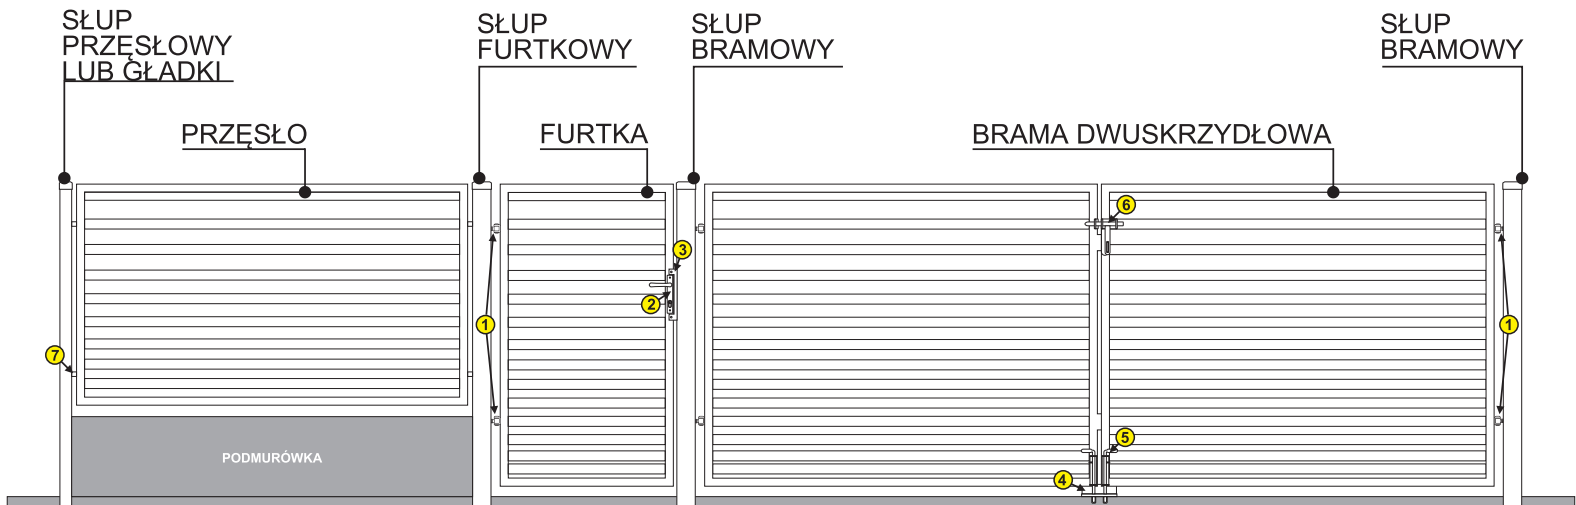 SŁUP
PRZĘSŁOWY
LUB GŁADKI
SŁUP
FURTKOWY
SŁUP
BRAMOWY
SŁUP
BRAMOWY
PRZĘSŁO
FURTKA
BRAMA DWUSKRZYDŁOWA
6
3
2
1
1
7
5
PODMURÓWKA
4